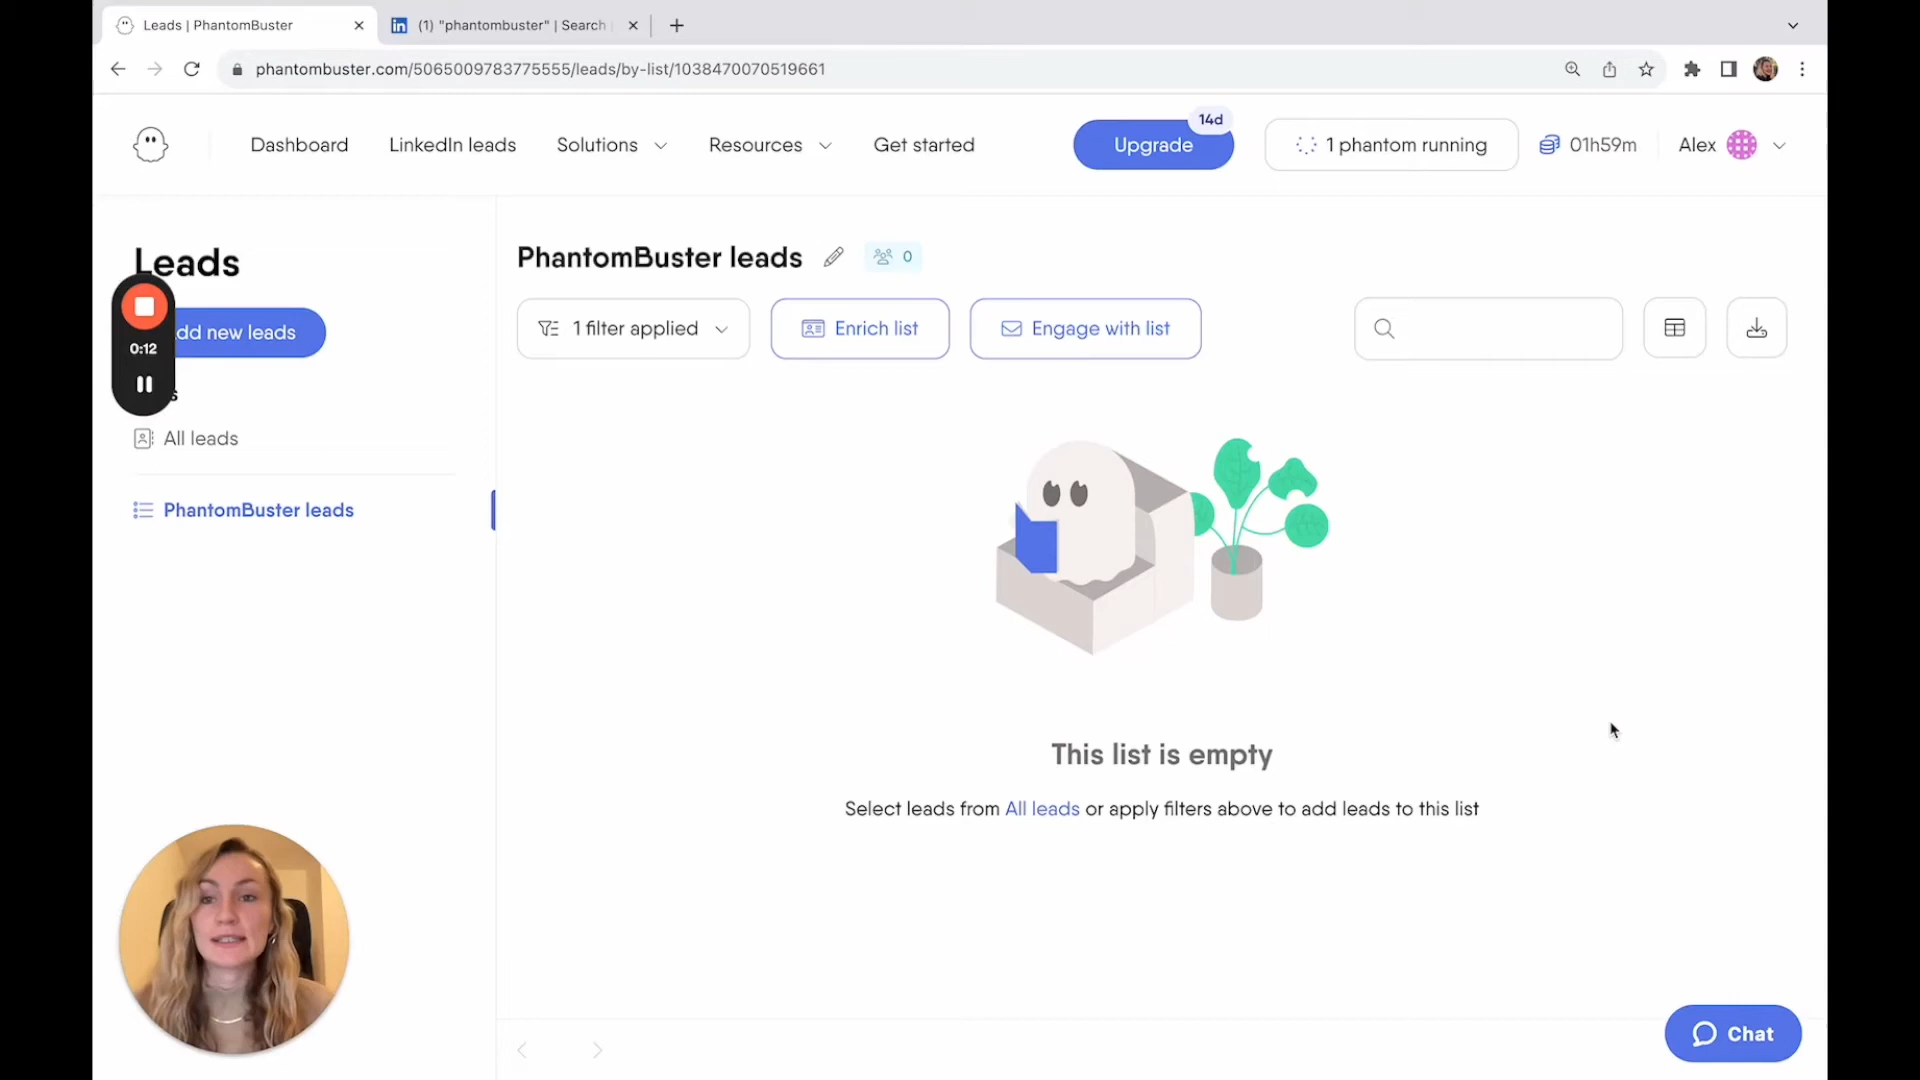 Leads | PhantomBuster
(1) "phantombuster" | Search
phantombuster.com/5065009783775555/leads/by-list/1038470070519661
Dashboard
LinkedIn leads
Solutions
Resources
Get started
Upgrade
14d
1 phantom running
01h59m
Alex
Leads
dd new leads
0:12
s
All leads
PhantomBuster leads
PhantomBuster leads
0
1 filter applied
Enrich list
Engage with list
This list is empty
Select leads from All leads or apply filters above to add leads to this list
Chat